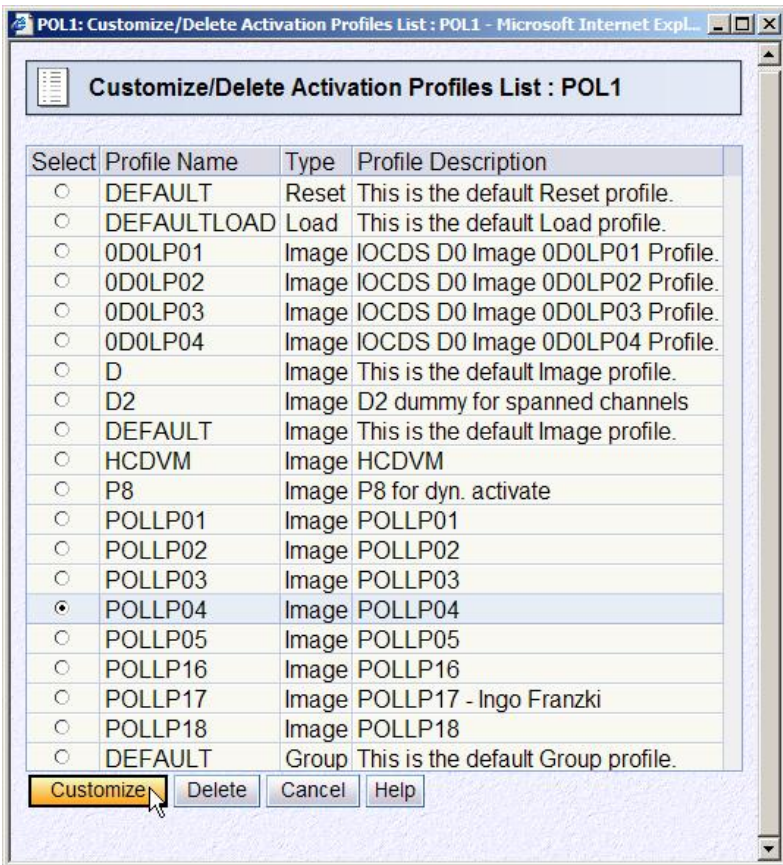 POL1: Customize/Delete Activation Profiles List : POL1 - Microsoft Internet Expl...
Customize/Delete Activation Profiles List : POL1
Select Profile Name Type Profile Description
DEFAULT Reset This is the default Reset profile.
DEFAULTLOAD Load This is the default Load profile.
0D0LP01 Image IOCDS D0 Image 0D0LP01 Profile.
0D0LP02 Image IOCDS D0 Image 0D0LP02 Profile.
0D0LP03 Image IOCDS D0 Image 0D0LP03 Profile.
0D0LP04 Image IOCDS D0 Image 0D0LP04 Profile.
D Image This is the default Image profile.
D2 Image D2 dummy for spanned channels
DEFAULT Image This is the default Image profile.
HCDVM Image HCDVM
P8 Image P8 for dyn. activate
POLLP01 Image POLLP01
POLLP02 Image POLLP02
POLLP03 Image POLLP03
POLLP04 Image POLLP04
POLLP05 Image POLLP05
POLLP16 Image POLLP16
POLLP17 Image POLLP17 - Ingo Franzki
POLLP18 Image POLLP18
DEFAULT Group This is the default Group profile.
Customize Delete Cancel Help